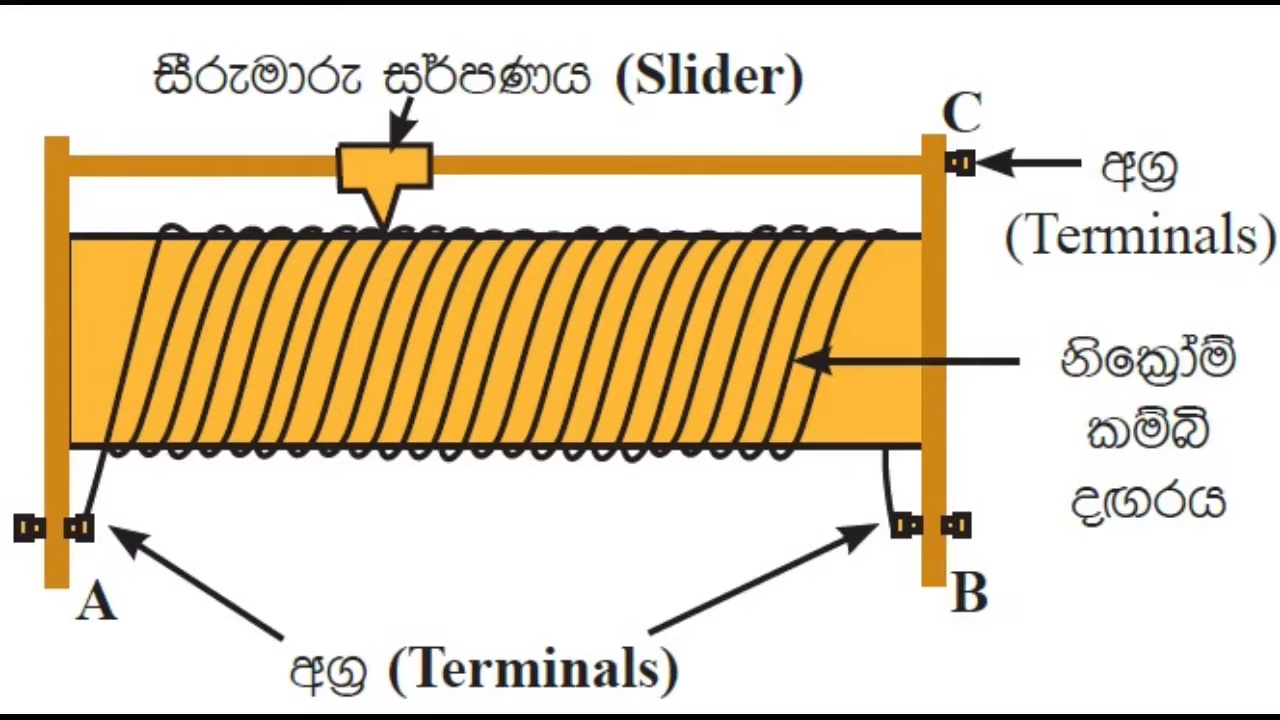 සීරුමාරු සර්පණය (Slider)
C
අග්‍ර
(Terminals)
නික්‍රෝම්
කම්බි
දඟරය
A
B
අග්‍ර (Terminals)